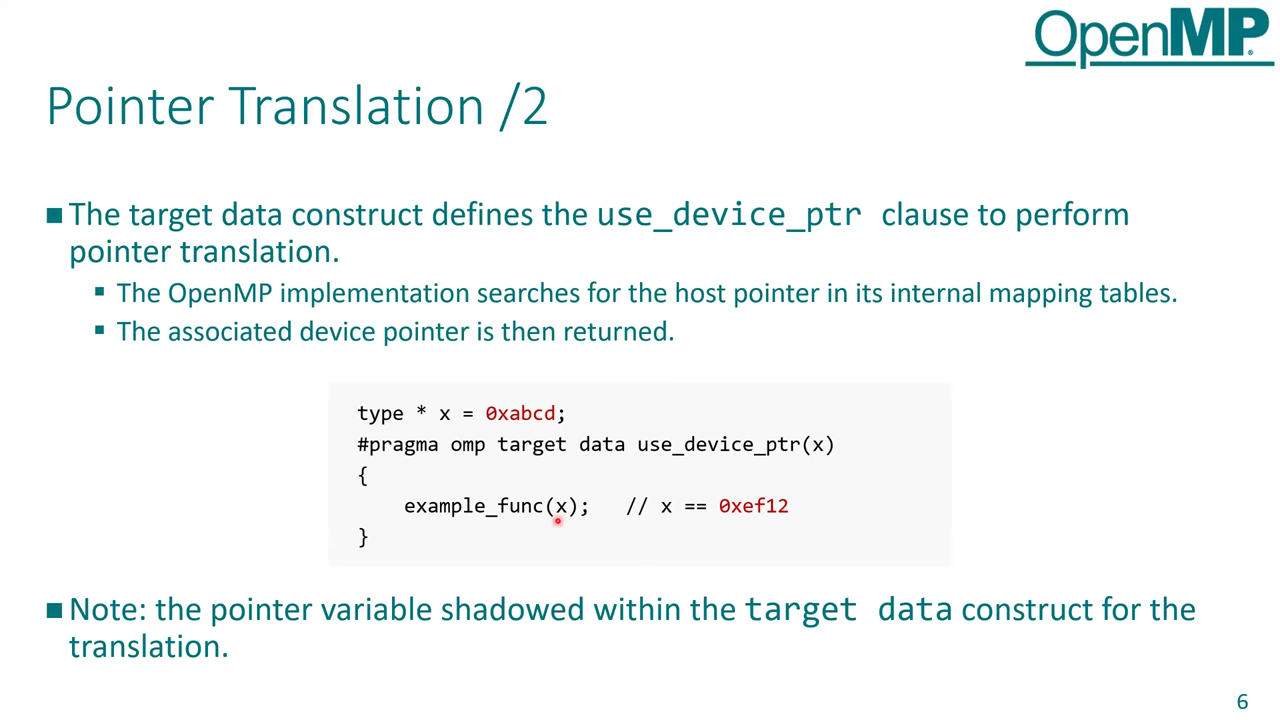 OpenMP®
Pointer Translation /2
■ The target data construct defines the use_device_ptr clause to perform
pointer translation.
▪ The OpenMP implementation searches for the host pointer in its internal mapping tables.
▪ The associated device pointer is then returned.
type * x = 0xabcd;
#pragma omp target data use_device_ptr(x)
{
    example_func(x);   // x == 0xef12
}
■ Note: the pointer variable shadowed within the target data construct for the
translation.
6